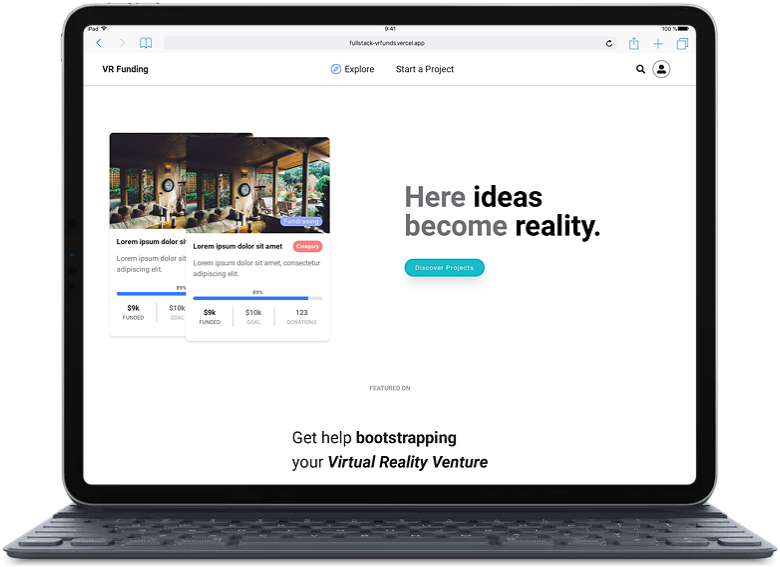 iPad
9:41
100 %
fullstack-vrfunds.vercel.app
VR Funding
Explore
Start a Project
Lorem ipsum dolor sit
Lorem ipsum dolor sit
adipiscing elit.
89%
$9k
FUNDED
$10k
GOAL
Fundrasing
Lorem ipsum dolor sit amet
Category
Lorem ipsum dolor sit amet, consectetur
adipiscing elit.
89%
$9k
FUNDED
$10k
GOAL
123
DONATIONS
Here ideas
become reality.
Discover Projects
FEATURED ON
Get help bootstrapping
your Virtual Reality Venture